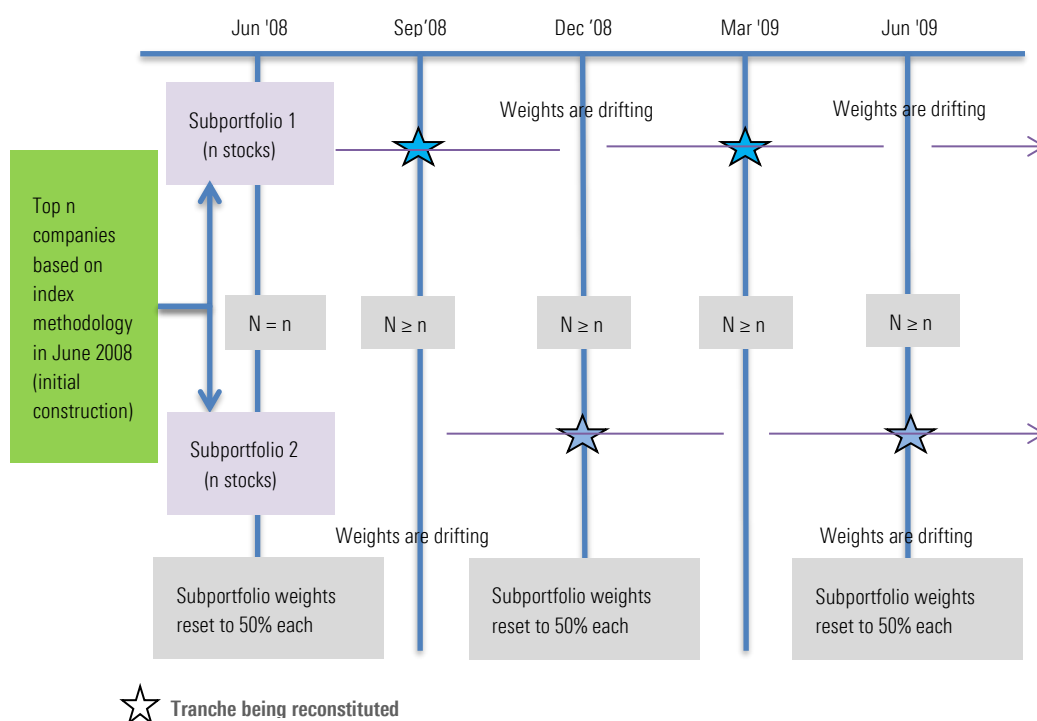 Jun '08
Sep'08
Dec '08
Mar '09
Jun '09
Weights are drifting
Weights are drifting
Subportfolio 1
(n stocks)
Top n
companies
based on
index
methodology
in June 2008
(initial
construction)
N = n
N ≥ n
N ≥ n
N ≥ n
N ≥ n
Subportfolio 2
(n stocks)
Weights are drifting
Weights are drifting
Subportfolio weights
reset to 50% each
Subportfolio weights
reset to 50% each
Subportfolio weights
reset to 50% each
Tranche being reconstituted